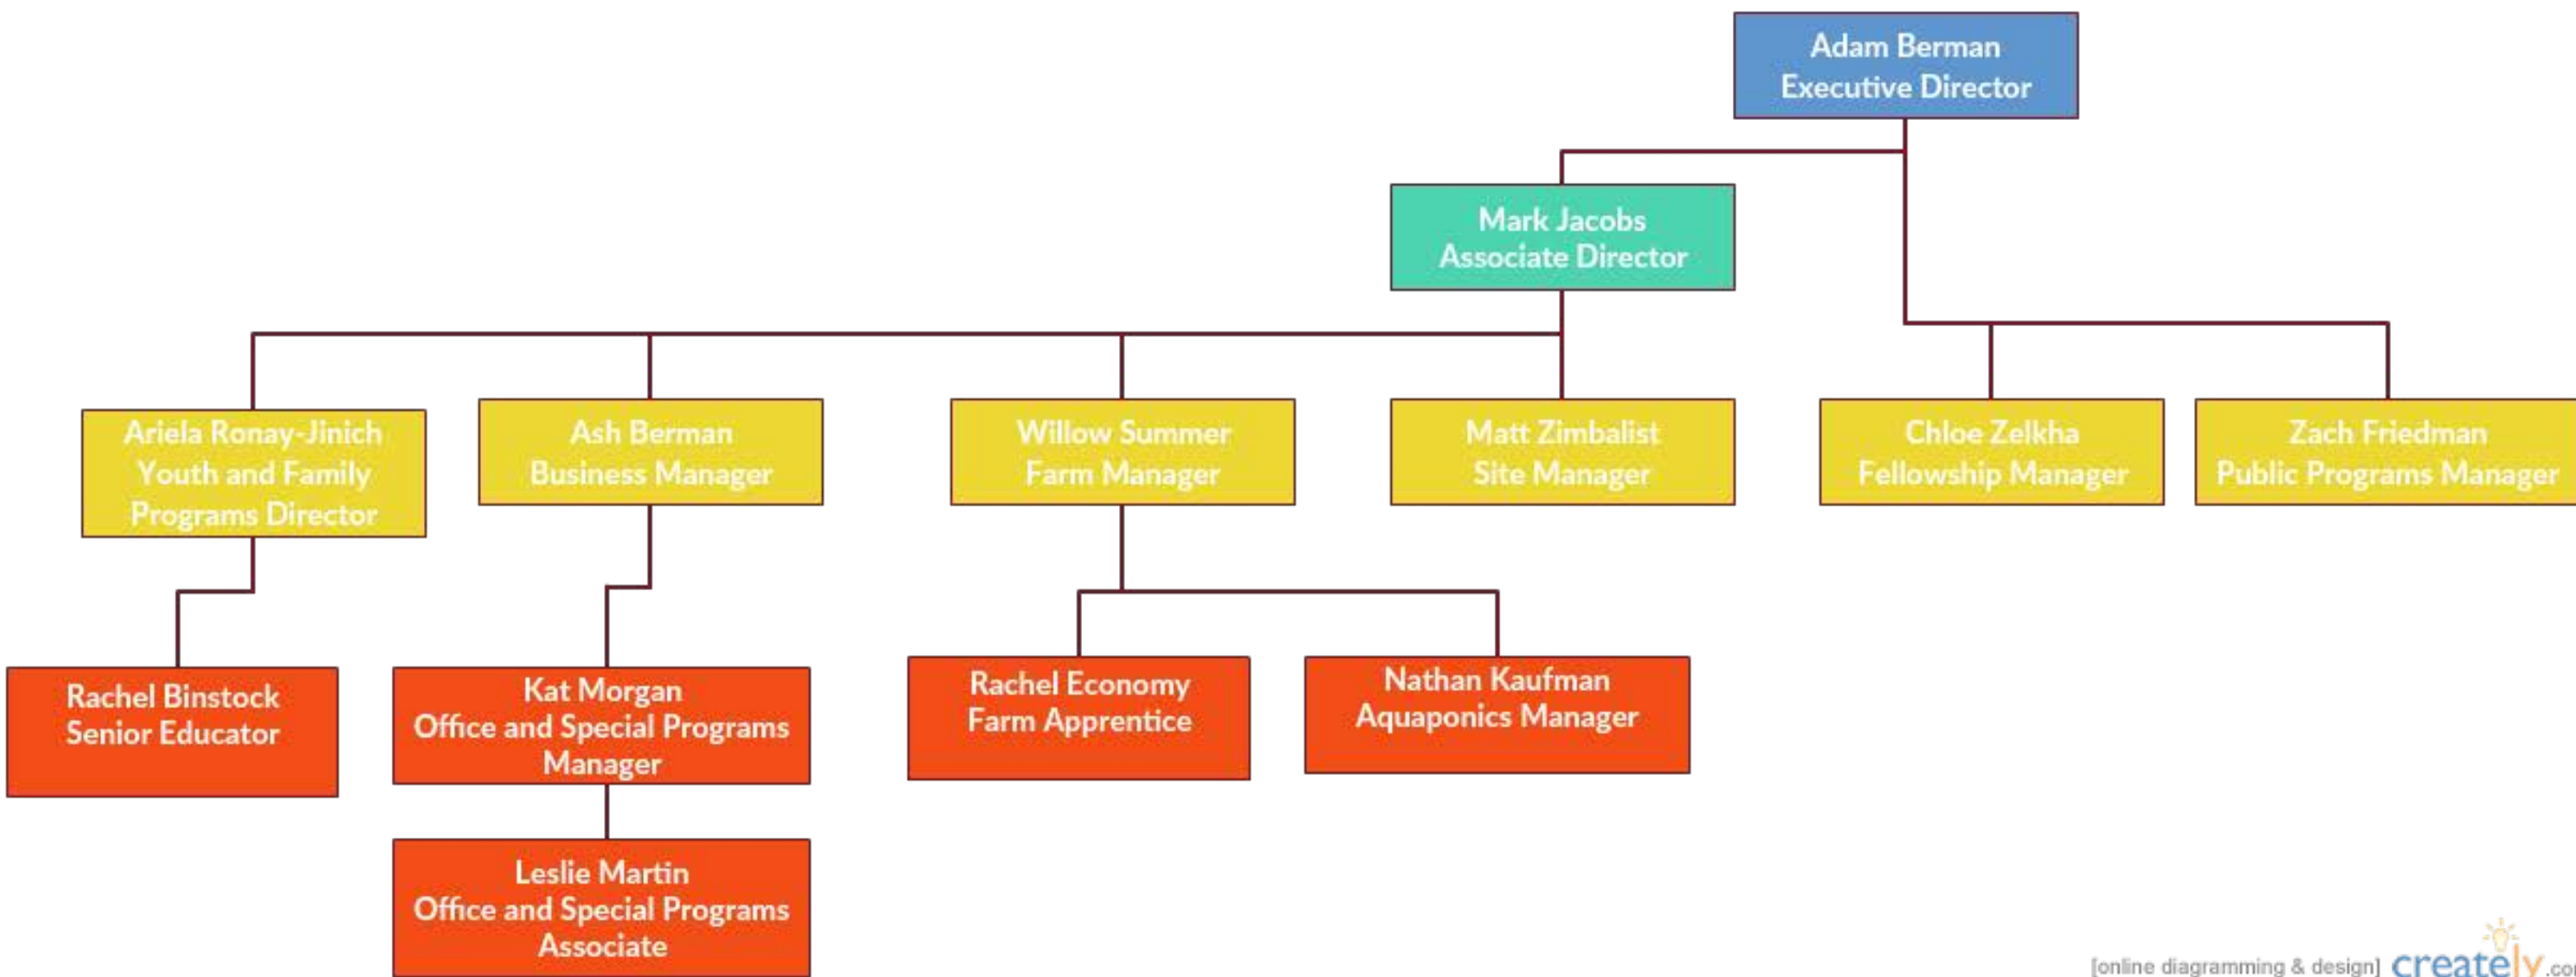 Adam Berman
Executive Director
Mark Jacobs
Associate Director
Ariela Ronay-Jinich
Youth and Family
Programs Director
Ash Berman
Business Manager
Willow Summer
Farm Manager
Matt Zimbalist
Site Manager
Chloe Zelkha
Fellowship Manager
Zach Friedman
Public Programs Manager
Rachel Binstock
Senior Educator
Kat Morgan
Office and Special Programs
Manager
Rachel Economy
Farm Apprentice
Nathan Kaufman
Aquaponics Manager
Leslie Martin
Office and Special Programs
Associate
[online diagramming & design] creately